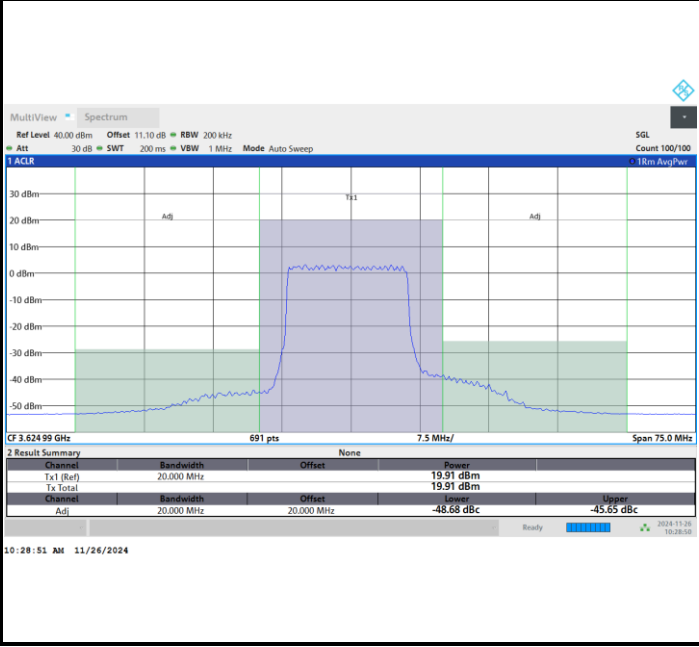 MultiView Spectrum
Ref Level 40.00 dBm Offset 11.10 dB RBW 200 kHz SGL
Att 30 dB SWT 200 ms VBW 1 MHz Mode Auto Sweep Count 100/100
1 ACLR 1Rm AvgPwr
30 dBm
Tx1
20 dBm
Adj Adj
10 dBm
0 dBm
-10 dBm
-20 dBm
-30 dBm
-40 dBm
-50 dBm
CF 3.624 99 GHz 691 pts 7.5 MHz/ Span 75.0 MHz
2 Result Summary None
Channel Bandwidth Offset Power
Tx1 (Ref) 20.000 MHz 19.91 dBm
Tx Total 19.91 dBm
Channel Bandwidth Offset Lower Upper
Adj 20.000 MHz 20.000 MHz -48.68 dBc -45.65 dBc
Ready 2024-11-26
10:28:50
10:28:51 AM 11/26/2024